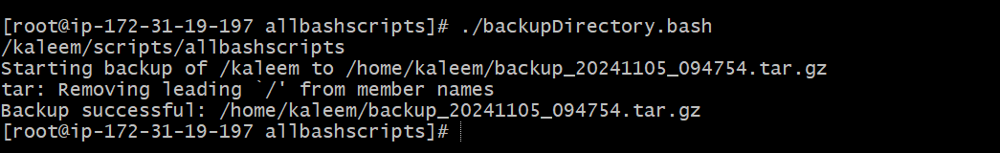 [root@ip-172-31-19-197 allbashscripts]# ./backupDirectory.bash
/kaleem/scripts/allbashscripts
Starting backup of /kaleem to /home/kaleem/backup_20241105_094754.tar.gz
tar: Removing leading `/' from member names
Backup successful: /home/kaleem/backup_20241105_094754.tar.gz
[root@ip-172-31-19-197 allbashscripts]#